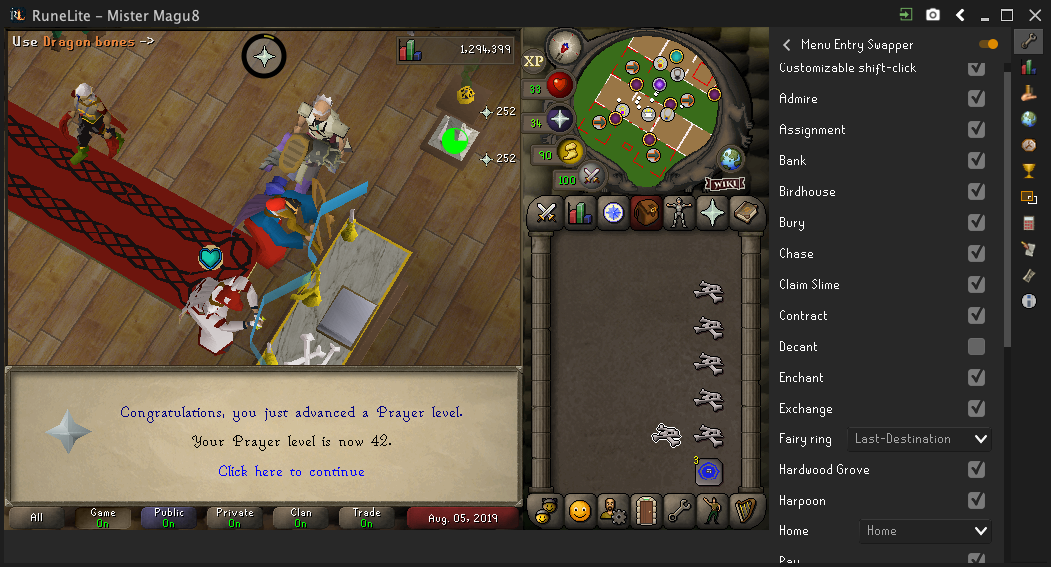 RuneLite - Mister Magu8
Use Dragon bones ->
1,294,399
252
252
XP
33
34
90
100
WIKI
Congratulations, you just advanced a Prayer level.
Your Prayer level is now 42.
Click here to continue
3
All
Game
On
Public
On
Private
On
Clan
On
Trade
On
Aug. 05, 2019
Menu Entry Swapper
Customizable shift-click
Admire
Assignment
Bank
Birdhouse
Bury
Chase
Claim Slime
Contract
Decant
Enchant
Exchange
Fairy ring
Last-Destination
Hardwood Grove
Harpoon
Home
Home
Pay